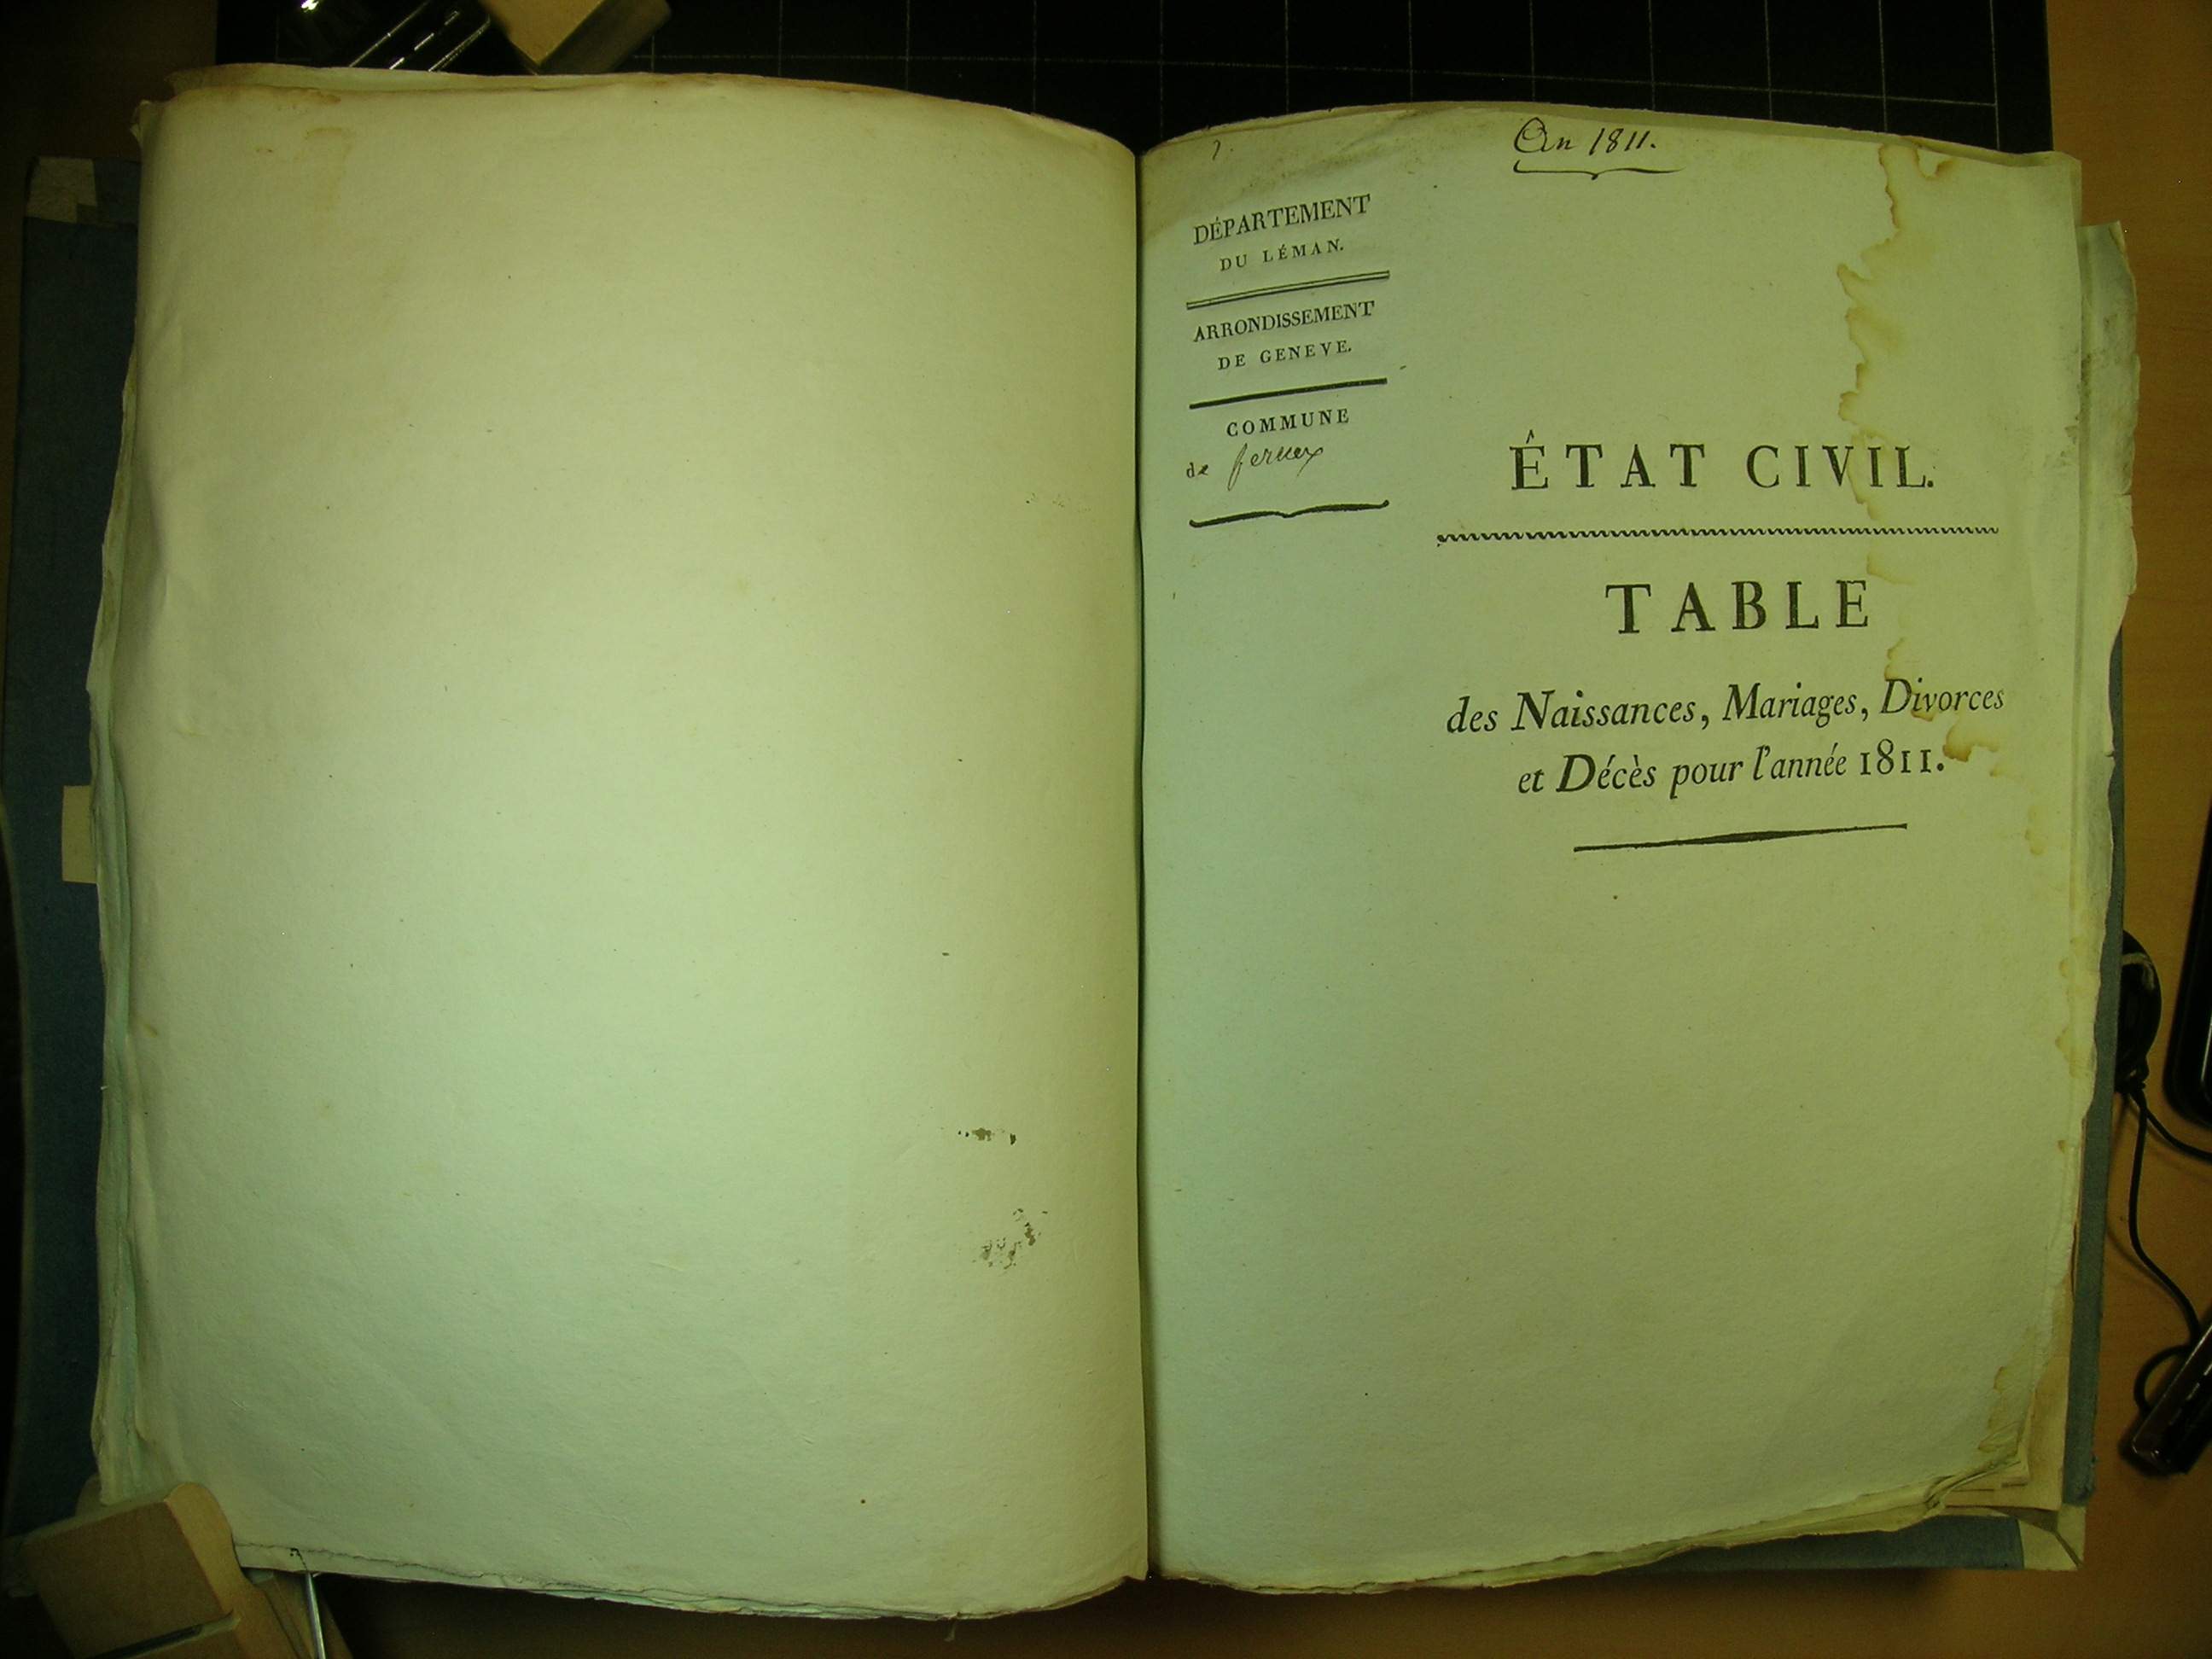 An 1811.
DÉPARTEMENT
DU LÉMAN.
ARRONDISSEMENT
DE GENEVE.
COMMUNE
de fernex
ÉTAT CIVIL.
TABLE
des Naissances, Mariages, Divorces
et Décès pour l'année 1811.